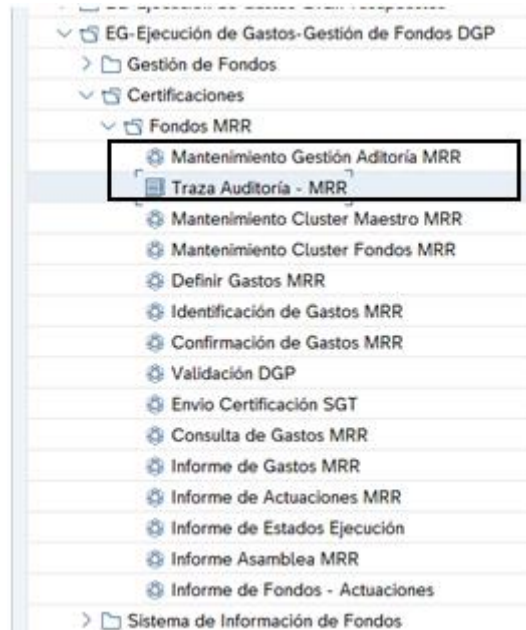 EG-Ejecución de Gastos-Gestión de Fondos DGP
Gestión de Fondos
Certificaciones
Fondos MRR
Mantenimiento Gestión Aditoría MRR
Traza Auditoría - MRR
Mantenimiento Cluster Maestro MRR
Mantenimiento Cluster Fondos MRR
Definir Gastos MRR
Identificación de Gastos MRR
Confirmación de Gastos MRR
Validación DGP
Envio Certificación SGT
Consulta de Gastos MRR
Informe de Gastos MRR
Informe de Actuaciones MRR
Informe de Estados Ejecución
Informe Asamblea MRR
Informe de Fondos - Actuaciones
Sistema de Información de Fondos